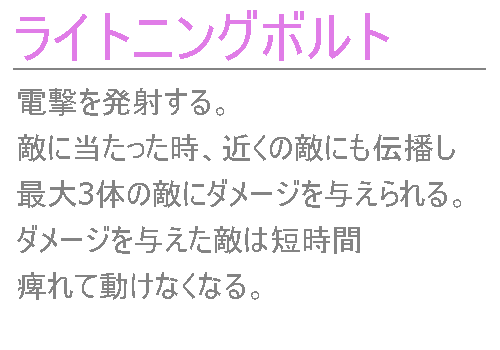 ライトニングボルト
電撃を発射する。
敵に当たった時、近くの敵にも伝播し
最大3体の敵にダメージを与えられる。
ダメージを与えた敵は短時間
痺れて動けなくなる。